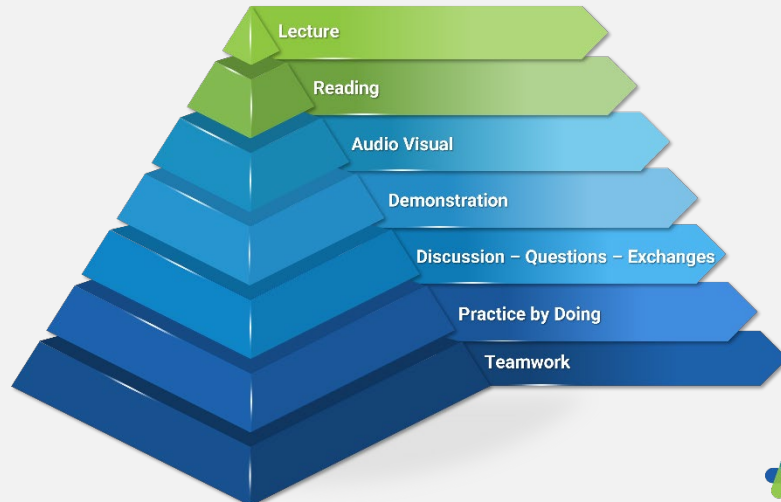 Lecture
Reading
Audio Visual
Demonstration
Discussion – Questions – Exchanges
Practice by Doing
Teamwork